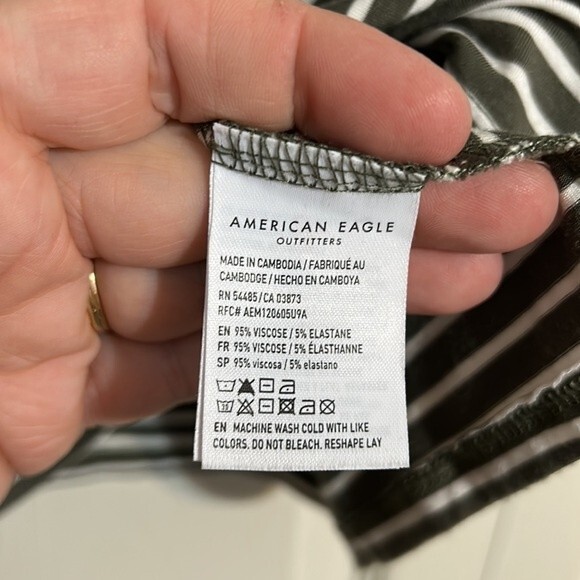 AMERICAN EAGLE
OUTFITTERS
MADE IN CAMBODIA / FABRIQUÉ AU
CAMBODGE / HECHO EN CAMBOYA
RN 54485/CA 03873
RFC# AEM120605U9A
EN 95% VISCOSE / 5% ELASTANE
FR 95% VISCOSE / 5% ÉLASTHANNE
SP 95% viscosa / 5% elastano
EN MACHINE WASH COLD WITH LIKE
COLORS. DO NOT BLEACH. RESHAPE LAY